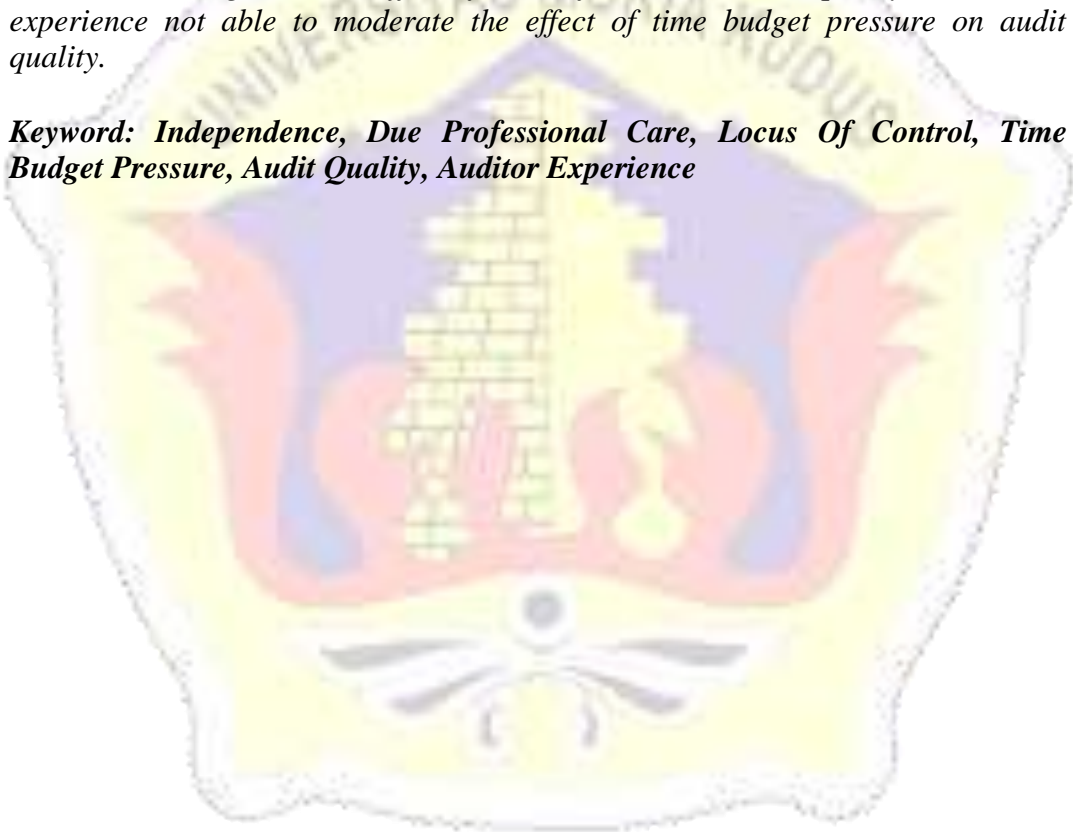 experience not able to moderate the effect of time budget pressure on audit
quality.
Keyword: Independence, Due Professional Care, Locus Of Control, Time
Budget Pressure, Audit Quality, Auditor Experience